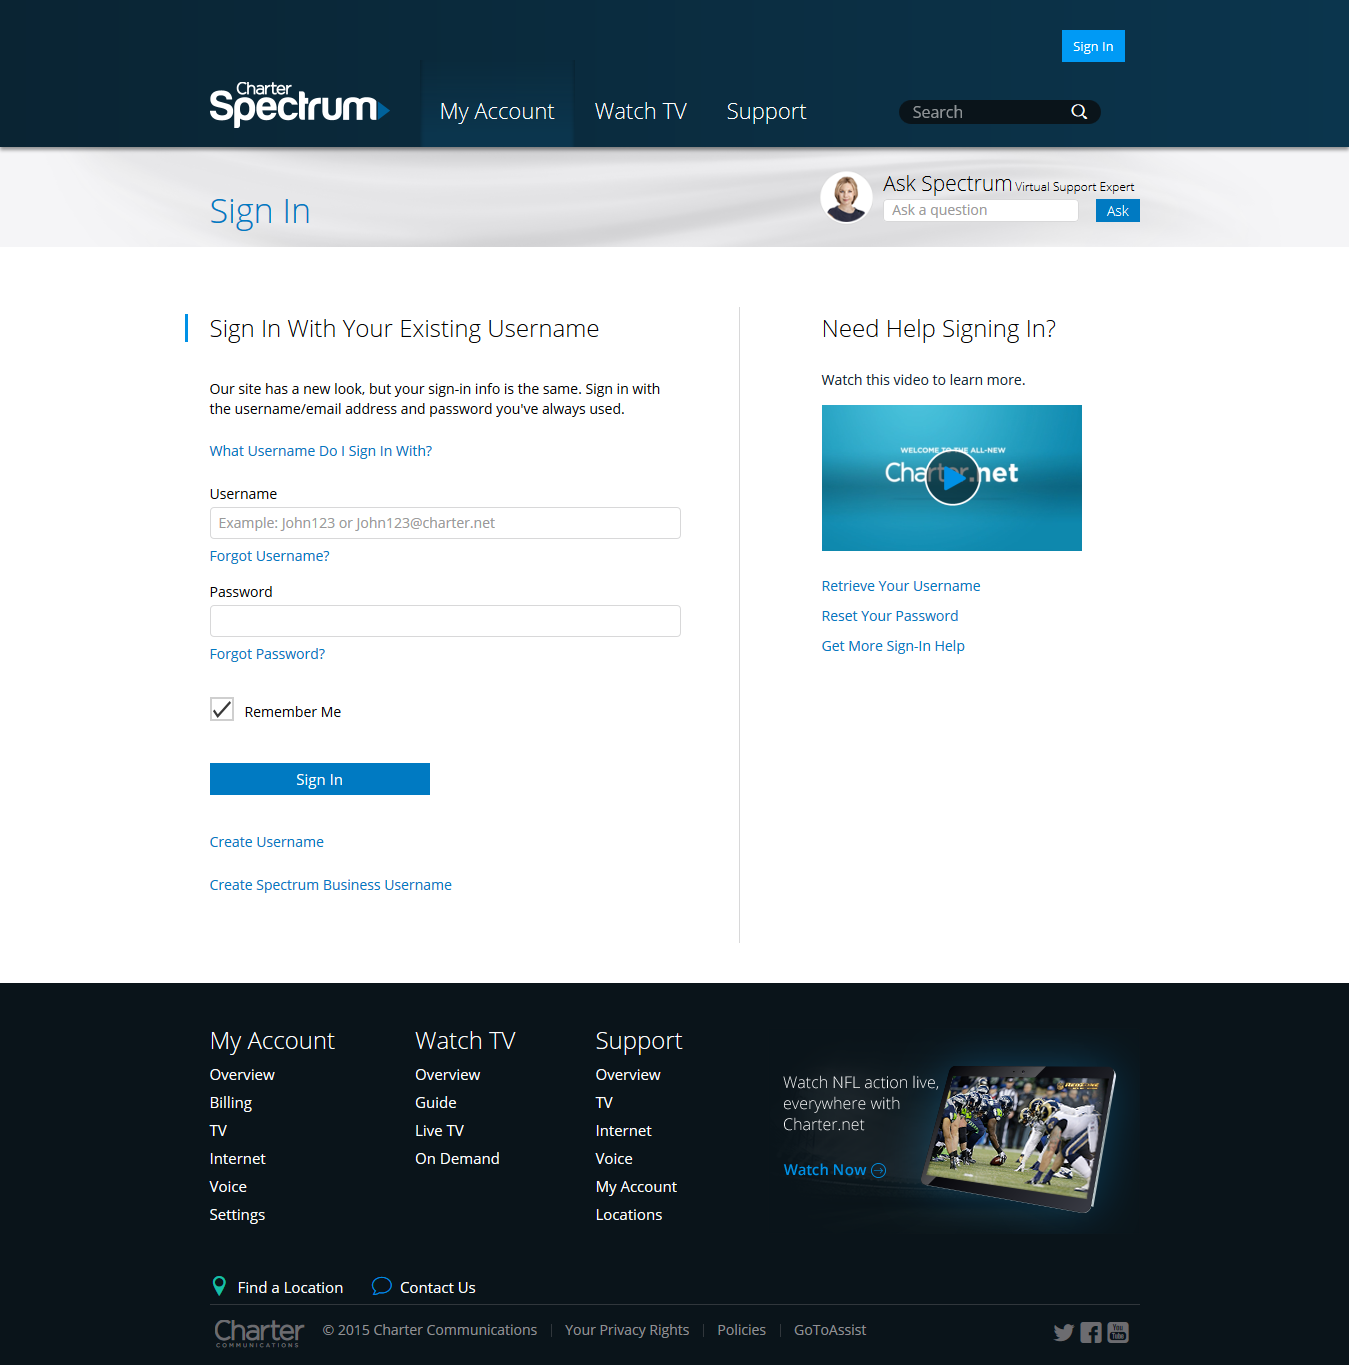 Sign In
Charter
Spectrum
My Account
Watch TV
Support
Search
Sign In
Ask Spectrum Virtual Support Expert
Ask a question
Ask
Sign In With Your Existing Username
Our site has a new look, but your sign-in info is the same. Sign in with
the username/email address and password you've always used.
What Username Do I Sign In With?
Username
Example: John123 or John123@charter.net
Forgot Username?
Password
Forgot Password?
Remember Me
Sign In
Create Username
Create Spectrum Business Username
Need Help Signing In?
Watch this video to learn more.
WELCOME TO THE ALL-NEW
Charter.net
Retrieve Your Username
Reset Your Password
Get More Sign-In Help
My Account
Overview
Billing
TV
Internet
Voice
Settings
Watch TV
Overview
Guide
Live TV
On Demand
Support
Overview
TV
Internet
Voice
My Account
Locations
Watch NFL action live,
everywhere with
Charter.net
Watch Now
Find a Location
Contact Us
Charter
COMMUNICATIONS
© 2015 Charter Communications
Your Privacy Rights
Policies
GoToAssist
You
Tube